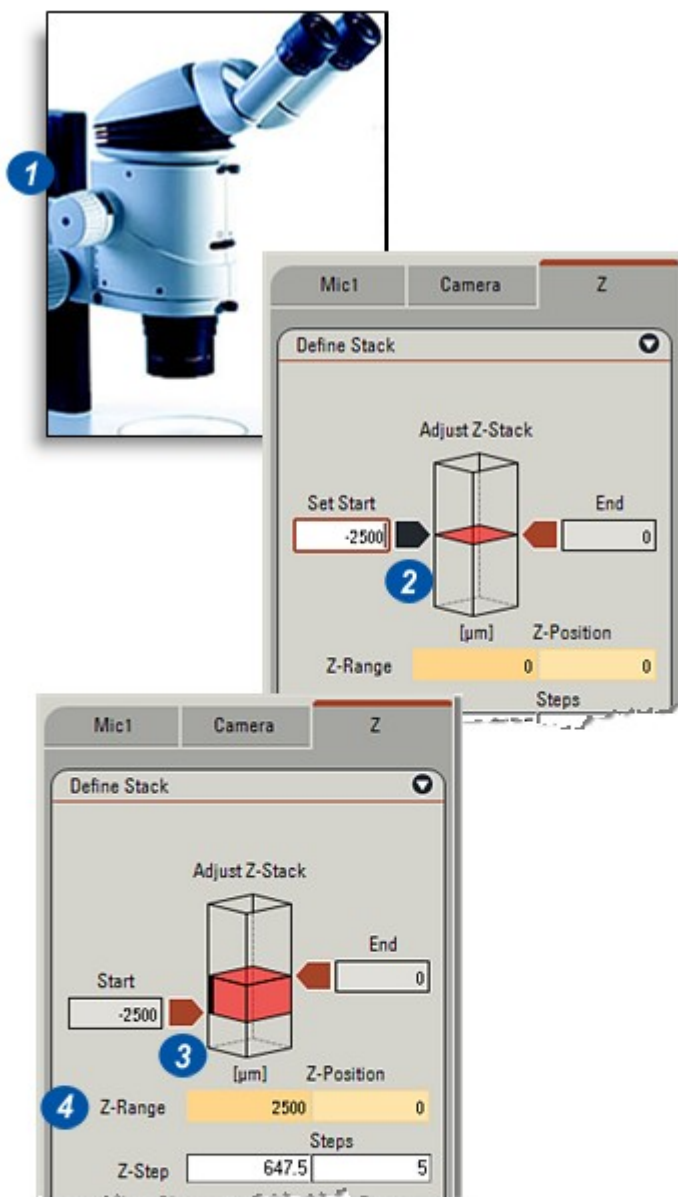 1
Mic1 Camera Z
Define Stack
Adjust Z-Stack
Set Start End
-2500 0
2
[µm] Z-Position
Z-Range 0 0
Steps
Mic1 Camera Z
Define Stack
Adjust Z-Stack
End
0
Start
-2500
3
[µm] Z-Position
4 Z-Range 2500 0
Steps
Z-Step 647.5 5